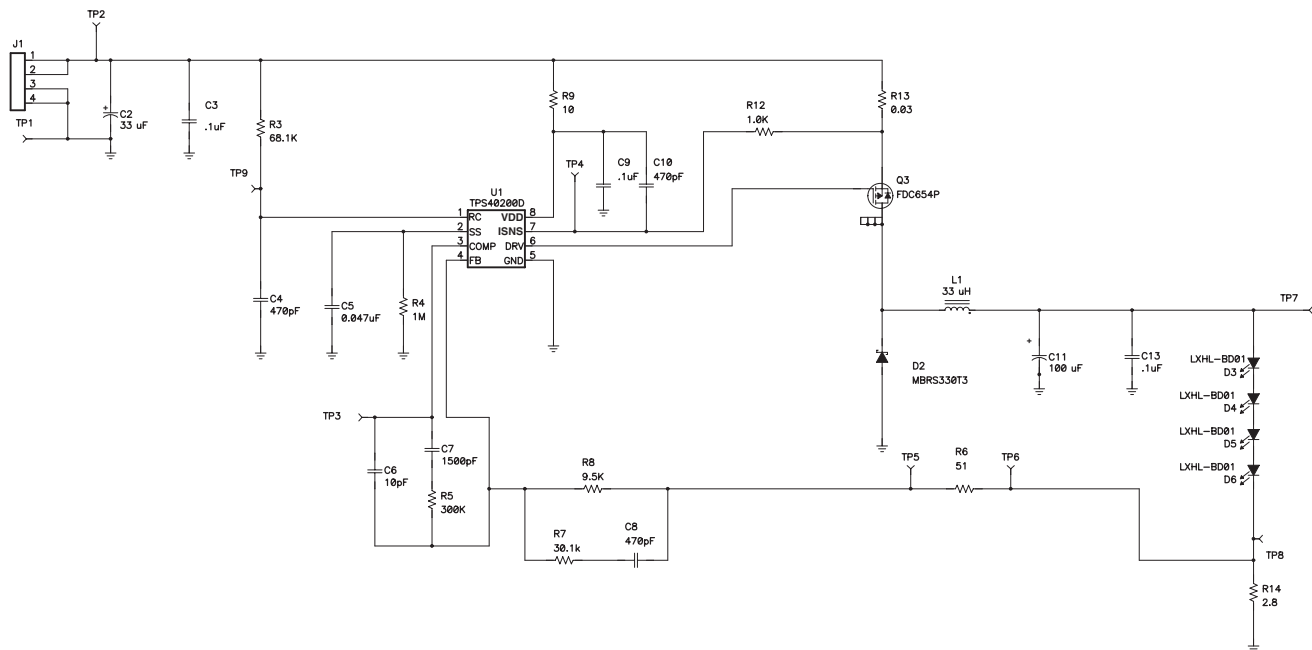 TP2
J1
1
2
3
4
TP1
+
C2
33 uF
C3
.1uF
R3
68.1K
TP9
R9
10
R12
1.0K
R13
0.03
C9
.1uF
C10
470pF
TP4
Q3
FDC654P
U1
TPS40200D
1 RC VDD 8
2 SS ISNS 7
3 COMP DRV 6
4 FB GND 5
C4
470pF
C5
0.047uF
R4
1M
L1
33 uH
TP7
D2
MBRS330T3
+
C11
100 uF
C13
.1uF
LXHL-BD01
D3
LXHL-BD01
D4
LXHL-BD01
D5
LXHL-BD01
D6
TP3
C6
10pF
C7
1500pF
R5
300K
R8
9.5K
R7
30.1k
C8
470pF
TP5
R6
51
TP6
TP8
R14
2.8